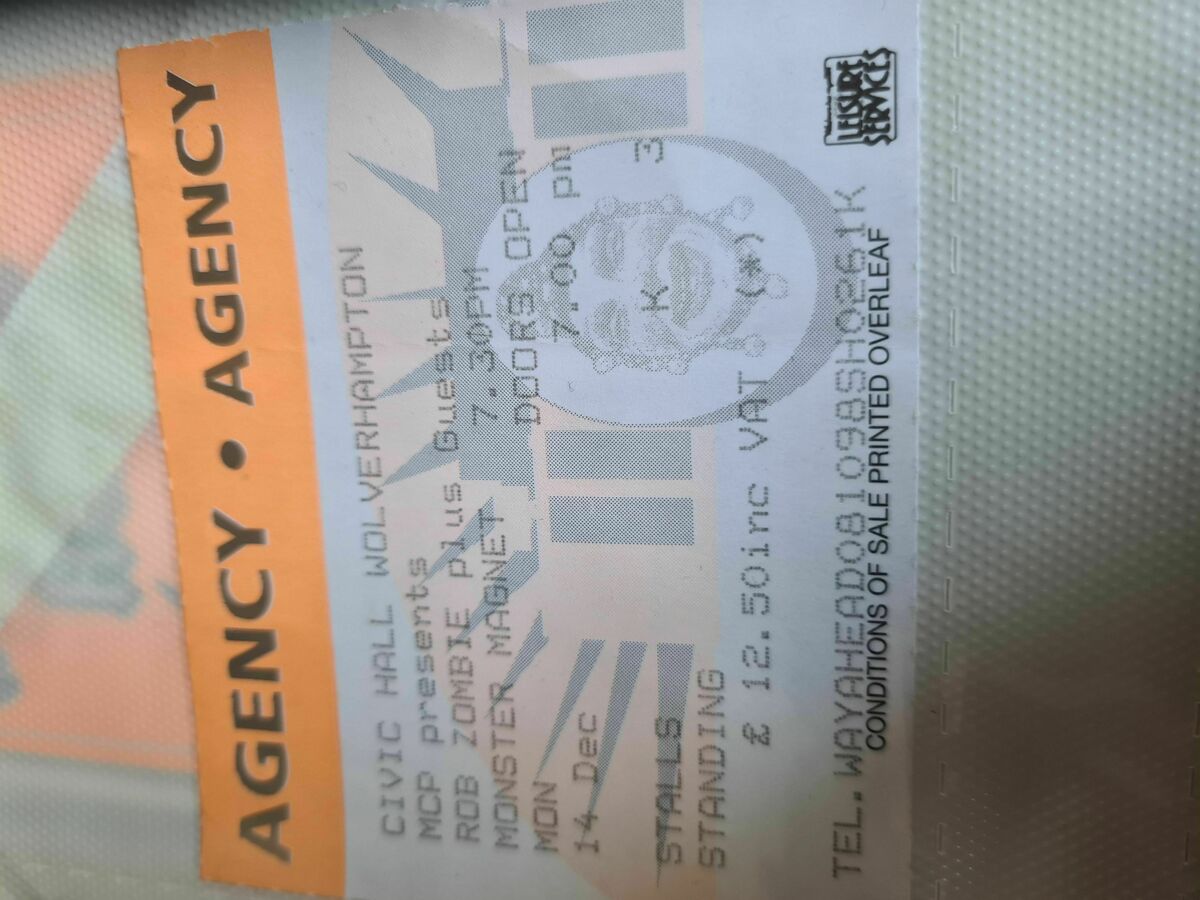 AGENCY • AGENCY
CIVIC HALL WOLVERHAMPTON
MCP presents
ROB ZOMBIE plus Guests
MONSTER MAGNET 7.30PM
MON DOORS OPEN
14 Dec 7.00 pm
STALLS K 3
STANDING
£ 12.50inc VAT (*)
TEL.WAYAHEAD081098SH0261K
CONDITIONS OF SALE PRINTED OVERLEAF
LEISURE
SERVICES